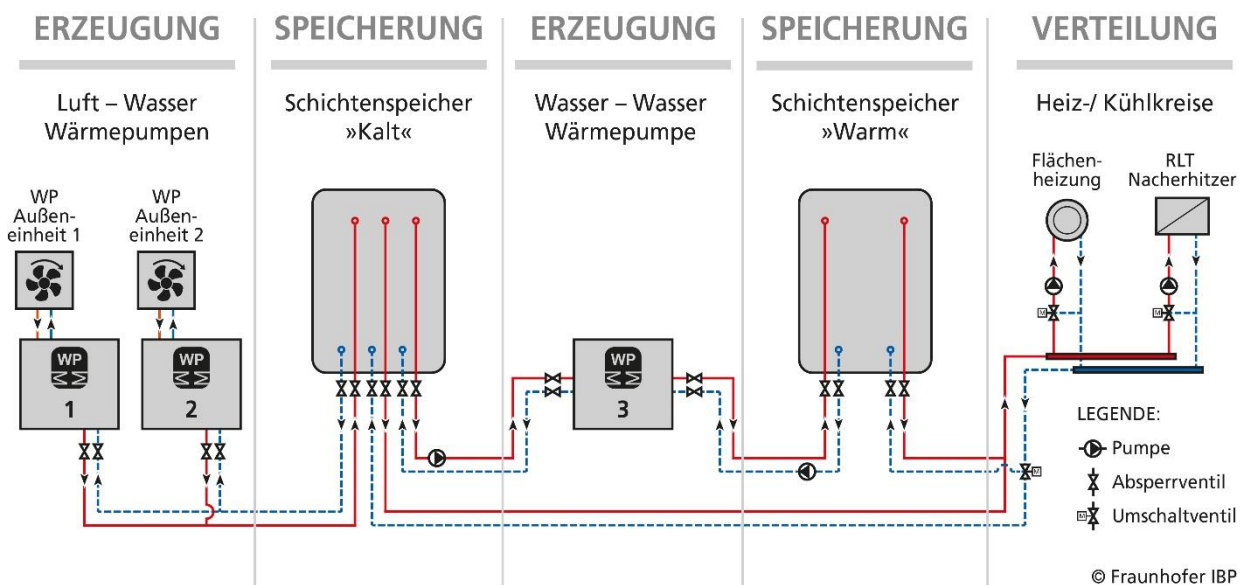 ERZEUGUNG
SPEICHERUNG
ERZEUGUNG
SPEICHERUNG
VERTEILUNG
Luft – Wasser
Wärmepumpen
Schichtenspeicher
»Kalt«
Wasser – Wasser
Wärmepumpe
Schichtenspeicher
»Warm«
Heiz-/ Kühlkreise
WP
Außen-
einheit 1
WP
Außen-
einheit 2
Flächen-
heizung
RLT
Nacherhitzer
WP
1
WP
2
WP
3
M
M
M
LEGENDE:
Pumpe
Absperrventil
M
Umschaltventil
© Fraunhofer IBP